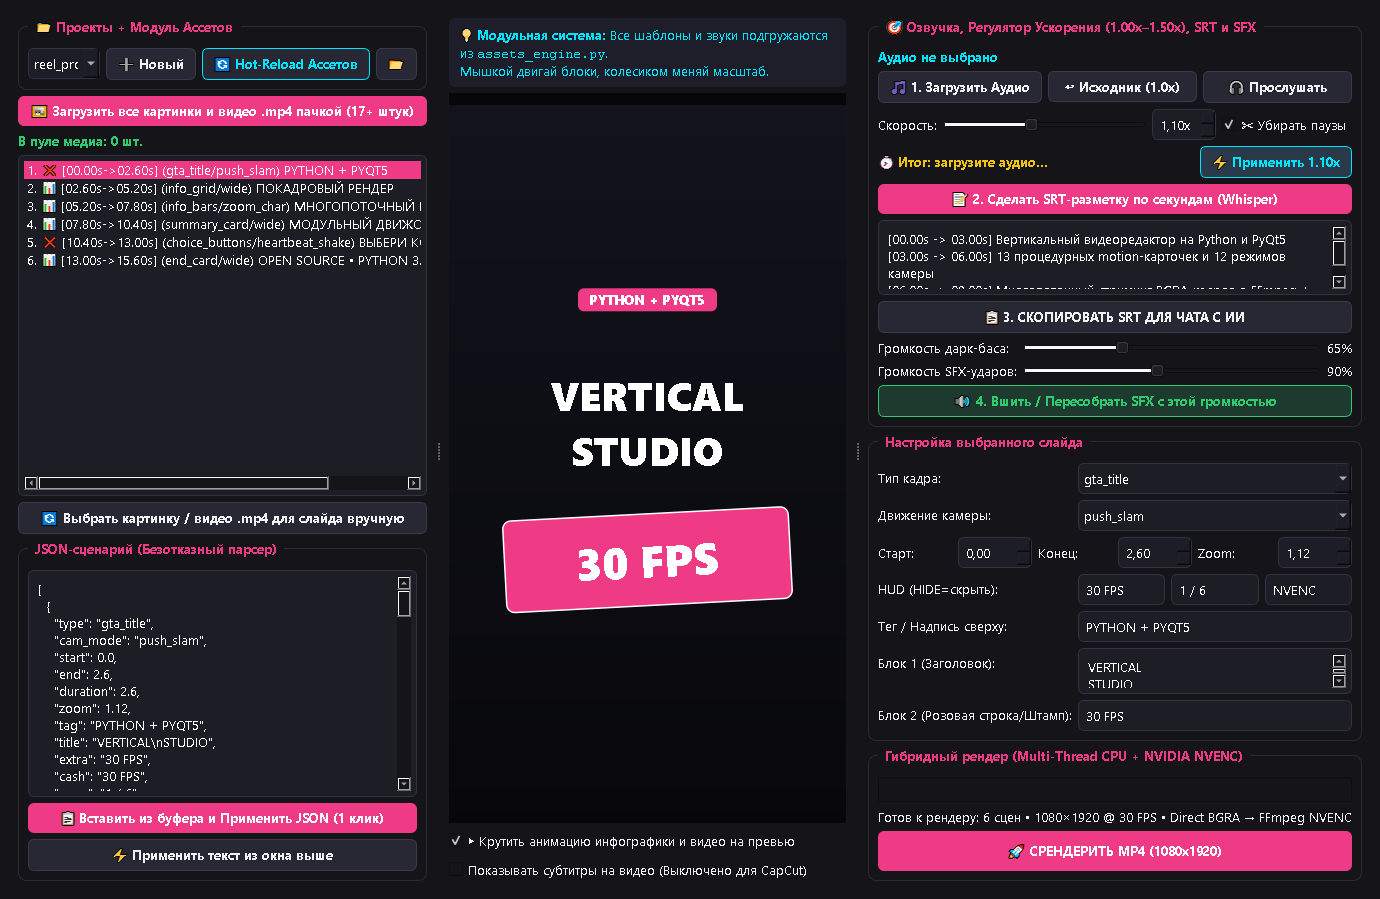 Проекты + Модуль Ассетов
reel_prc
Новый
Hot-Reload Ассетов
Загрузить все картинки и видео .mp4 пачкой (17+ штук)
В пуле медиа: 0 шт.
1. [00.00s->02.60s] (gta_title/push_slam) PYTHON + PYQT5
2. [02.60s->05.20s] (info_grid/wide) ПОКАДРОВЫЙ РЕНДЕР
3. [05.20s->07.80s] (info_bars/zoom_char) МНОГОПОТОЧНЫЙ
4. [07.80s->10.40s] (summary_card/wide) МОДУЛЬНЫЙ ДВИЖС
5. [10.40s->13.00s] (choice_buttons/heartbeat_shake) ВЫБЕРИ К
6. [13.00s->15.60s] (end_card/wide) OPEN SOURCE • PYTHON 3.
Выбрать картинку / видео .mp4 для слайда вручную
JSON-сценарий (Безотказный парсер)
[
{
"type": "gta_title",
"cam_mode": "push_slam",
"start": 0.0,
"end": 2.6,
"duration": 2.6,
"zoom": 1.12,
"tag": "PYTHON + PYQT5",
"title": "VERTICAL\nSTUDIO",
"extra": "30 FPS",
"cash": "30 FPS",
Вставить из буфера и Применить JSON (1 клик)
Применить текст из окна выше
Модульная система: Все шаблоны и звуки подгружаются
из assets_engine.py.
Мышкой двигай блоки, колесиком меняй масштаб.
PYTHON + PYQT5
VERTICAL
STUDIO
30 FPS
Крутить анимацию инфографики и видео на превью
Показывать субтитры на видео (Выключено для CapCut)
Озвучка, Регулятор Ускорения (1.00x–1.50x), SRT и SFX
Аудио не выбрано
1. Загрузить Аудио
Исходник (1.0x)
Прослушать
Скорость:
1,10x
Убирать паузы
Итог: загрузите аудио...
Применить 1.10x
2. Сделать SRT-разметку по секундам (Whisper)
[00.00s -> 03.00s] Вертикальный видеоредактор на Python и PyQt5
[03.00s -> 06.00s] 13 процедурных motion-карточек и 12 режимов
камеры
3. СКОПИРОВАТЬ SRT ДЛЯ ЧАТА С ИИ
Громкость дарк-баса:
65%
Громкость SFX-ударов:
90%
4. Вшить / Пересобрать SFX с этой громкостью
Настройка выбранного слайда
Тип кадра:
gta_title
Движение камеры:
push_slam
Старт:
0,00
Конец:
2,60
Zoom:
1,12
HUD (HIDE=скрыть):
30 FPS
1 / 6
NVENC
Тег / Надпись сверху:
PYTHON + PYQT5
Блок 1 (Заголовок):
VERTICAL
STUDIO
Блок 2 (Розовая строка/Штамп):
30 FPS
Гибридный рендер (Multi-Thread CPU + NVIDIA NVENC)
Готов к рендеру: 6 сцен • 1080×1920 @ 30 FPS • Direct BGRA → FFmpeg NVENC
СРЕНДЕРИТЬ MP4 (1080x1920)